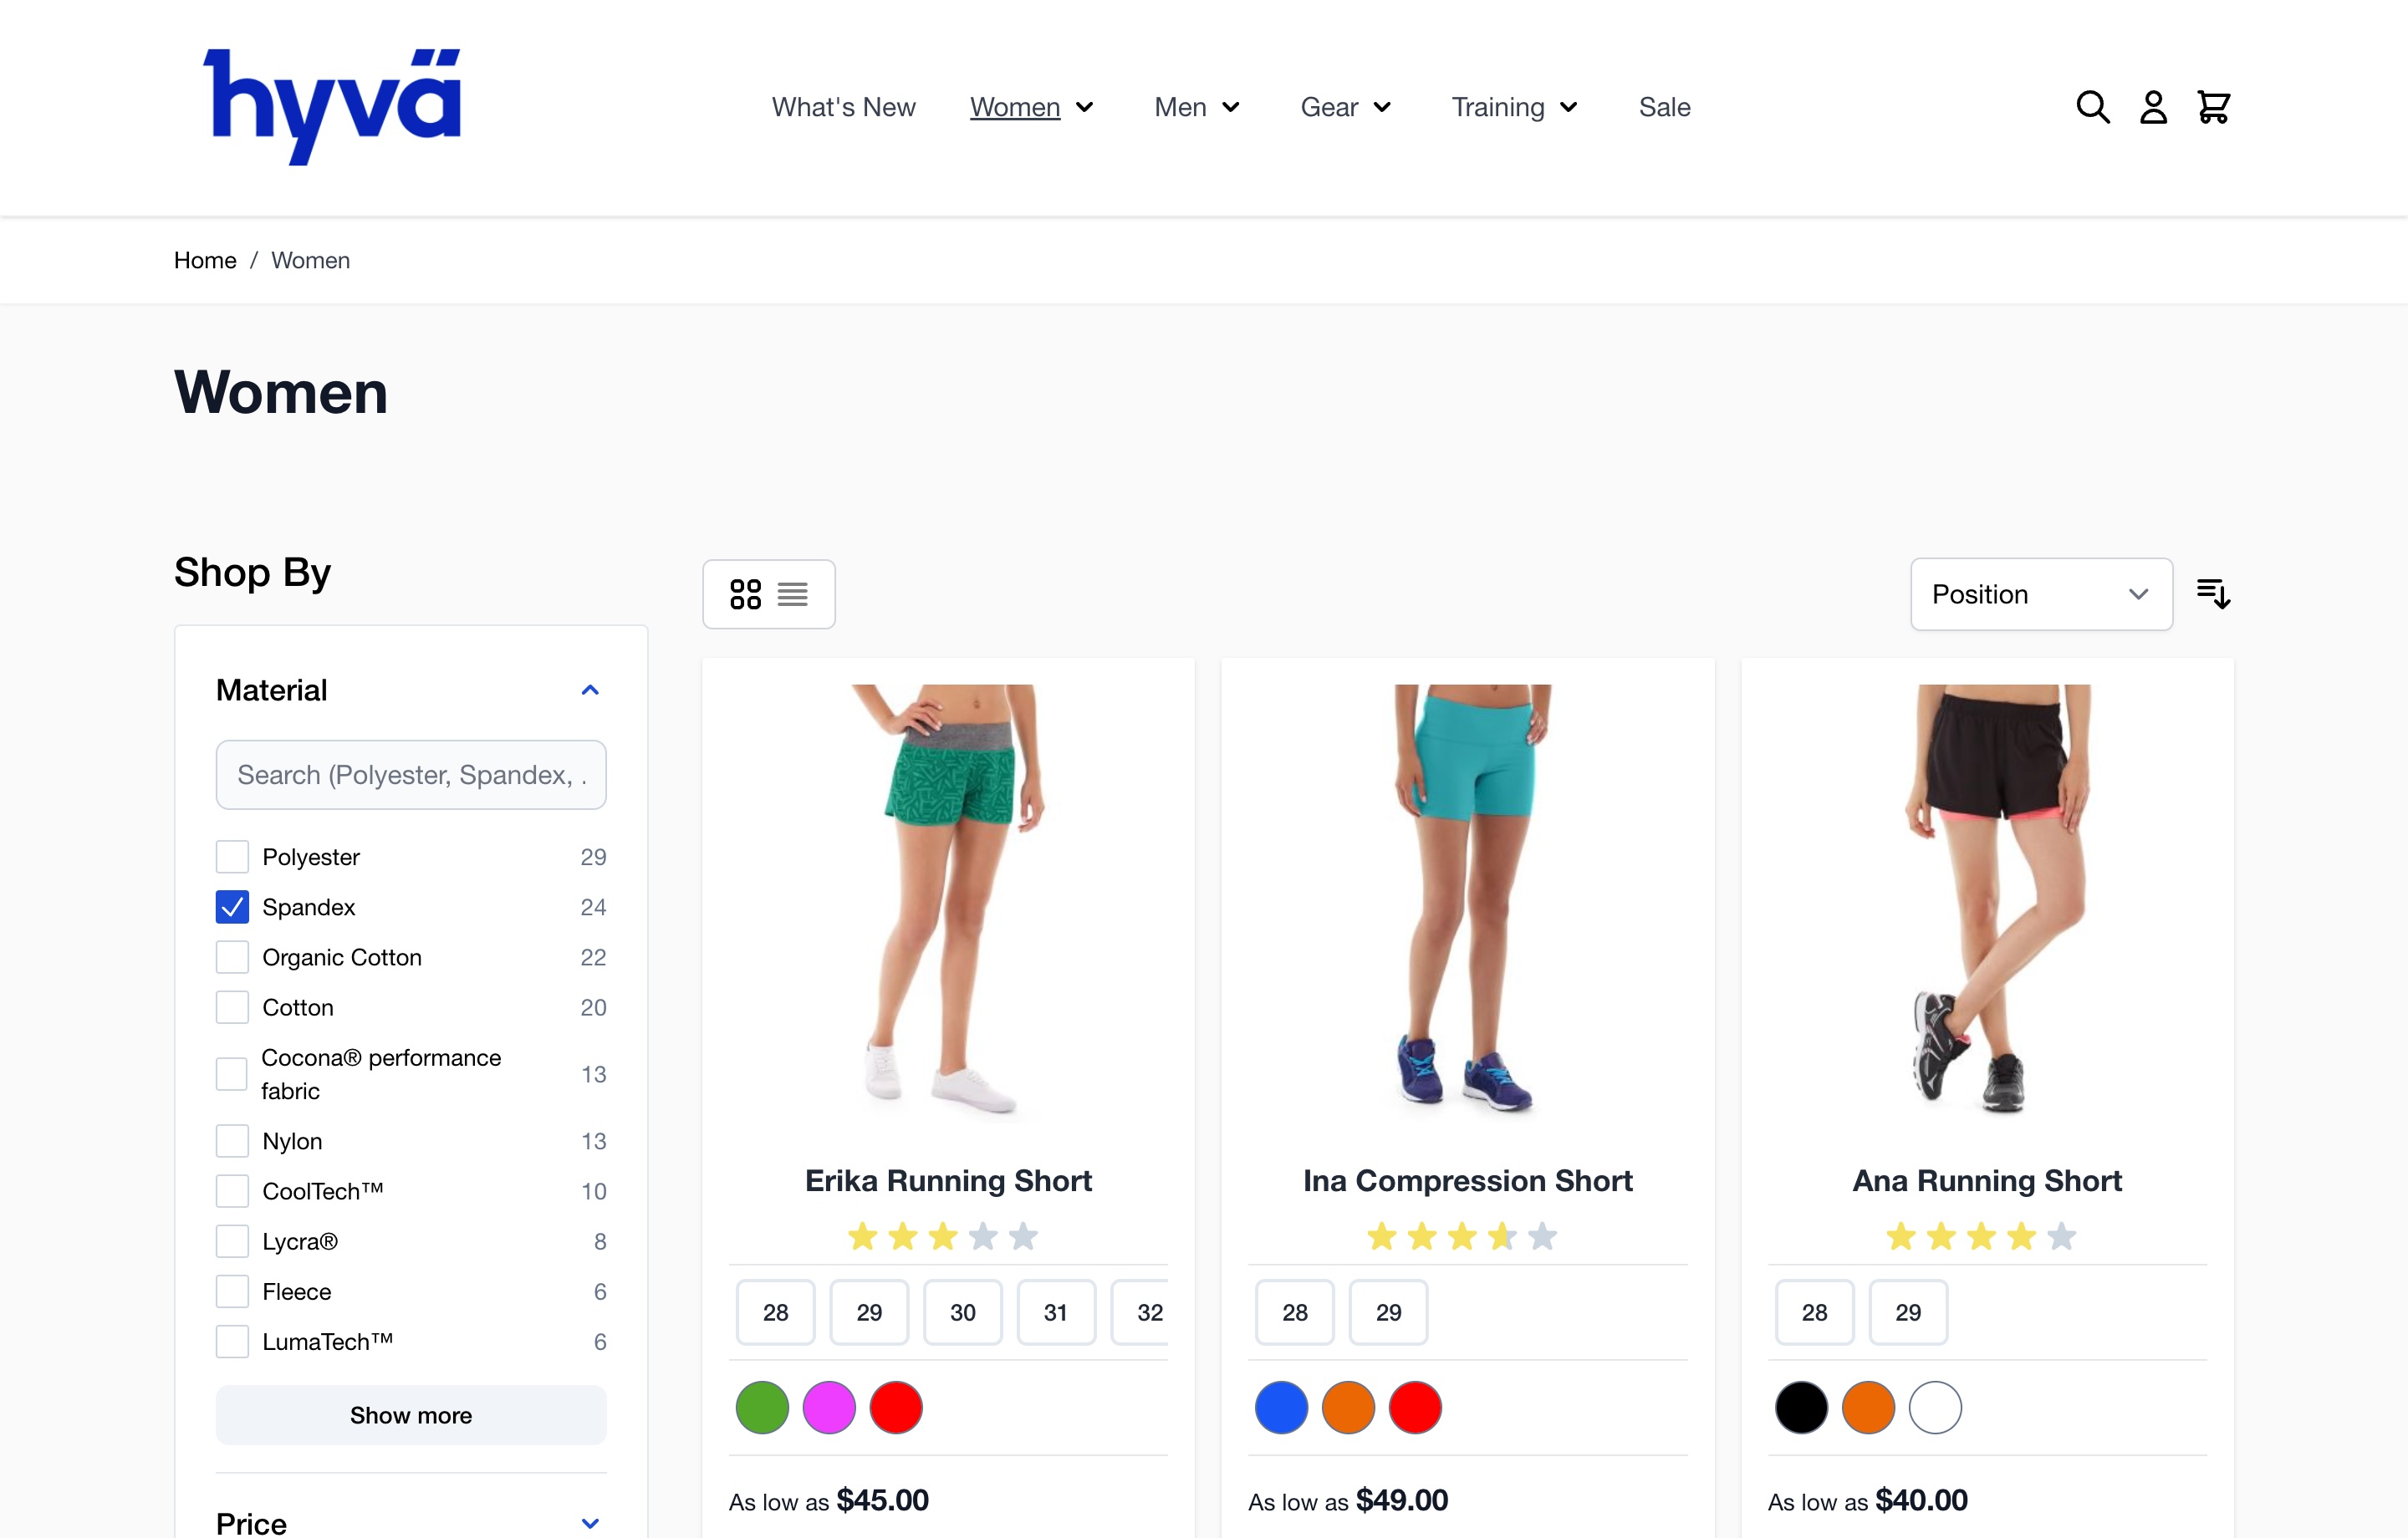 hyvä
What's New
Women
Men
Gear
Training
Sale
Home / Women
Women
Shop By
Position
Material
Search (Polyester, Spandex, .
Polyester 29
Spandex 24
Organic Cotton 22
Cotton 20
Cocona® performance
fabric 13
Nylon 13
CoolTech™ 10
Lycra® 8
Fleece 6
LumaTech™ 6
Show more
Price
Erika Running Short
28 29 30 31 32
As low as $45.00
Ina Compression Short
28 29
As low as $49.00
Ana Running Short
28 29
As low as $40.00